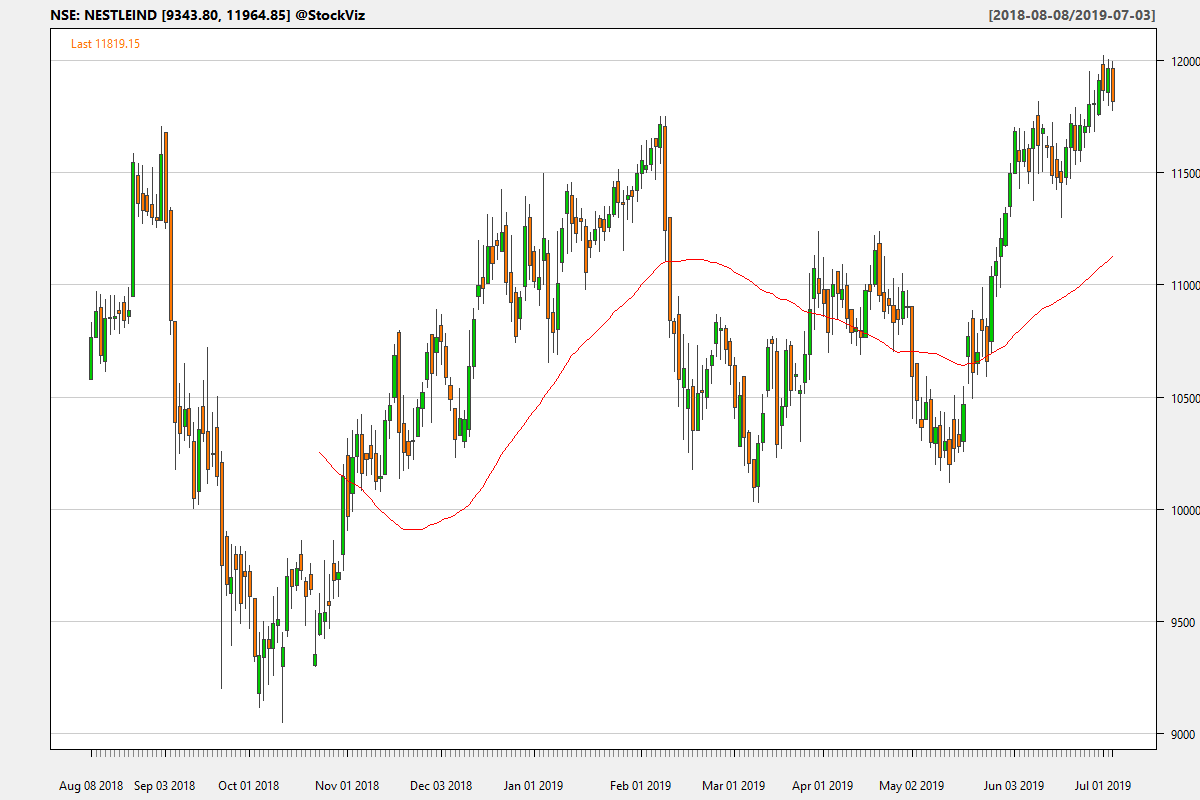 NSE: NESTLEIND [9343.80, 11964.85] @StockViz [2018-08-08/2019-07-03]
Last 11819.15
12000
11500
11000
10500
10000
9500
9000
Aug 08 2018 Sep 03 2018 Oct 01 2018 Nov 01 2018 Dec 03 2018 Jan 01 2019 Feb 01 2019 Mar 01 2019 Apr 01 2019 May 02 2019 Jun 03 2019 Jul 01 2019